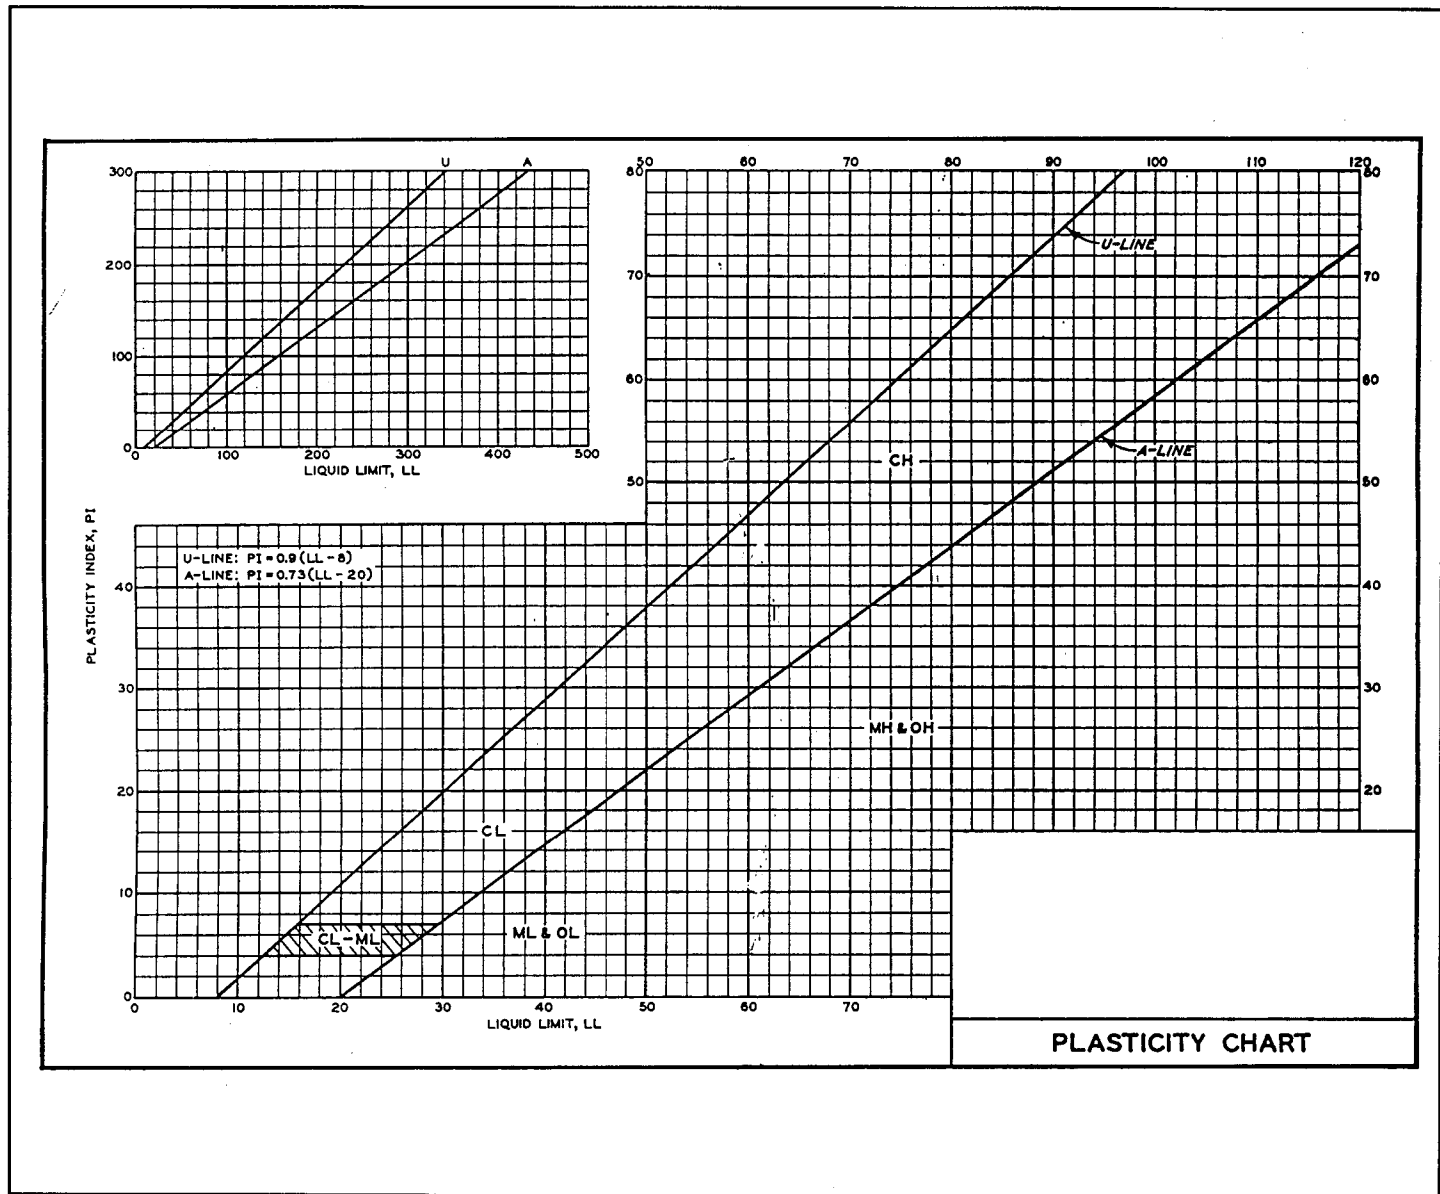 U A
300
200
100
0
0 100 200 300 400 500
LIQUID LIMIT, LL
50 60 70 80 90 100 110 120
80 80
U-LINE
70 70
60 60
A-LINE
CH
50 50
PLASTICITY INDEX, PI
U-LINE: PI = 0.9 (LL - 8)
A-LINE: PI = 0.73 (LL - 20)
40 40
30 30
MH & OH
20 20
CL
10
CL-ML
ML & OL
0
0 10 20 30 40 50 60 70
LIQUID LIMIT, LL
PLASTICITY CHART